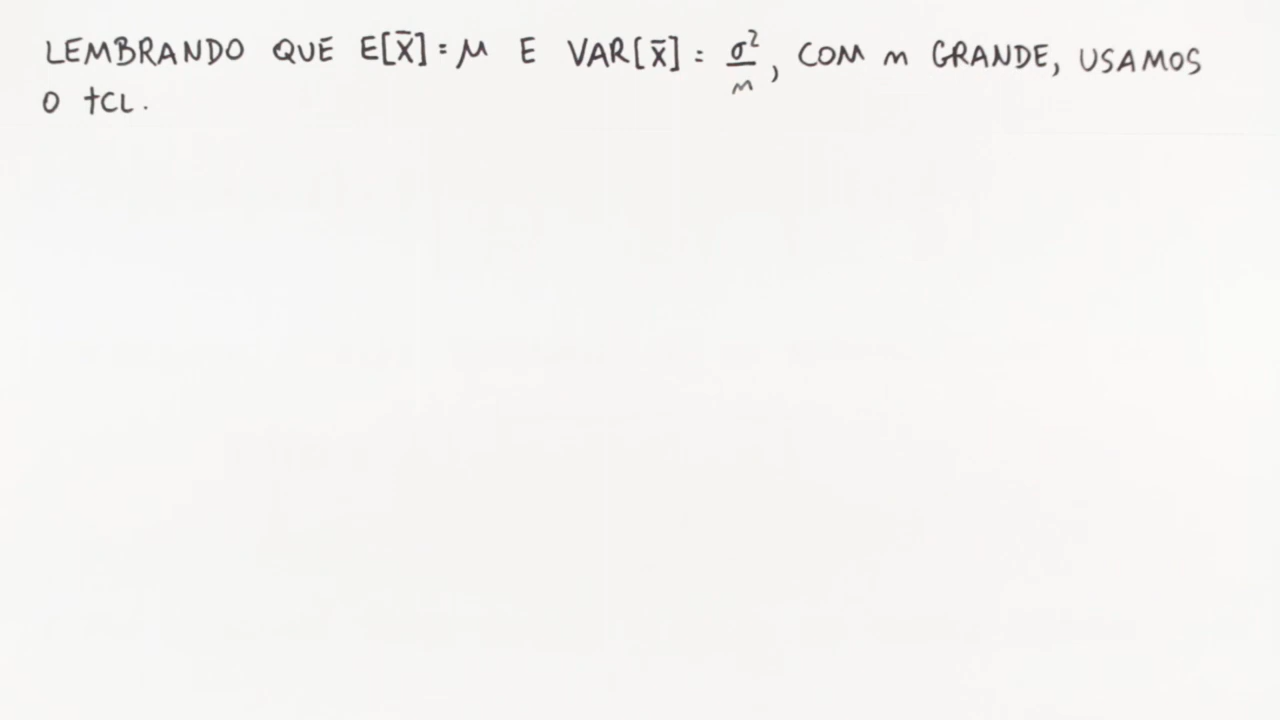 LEMBRANDO QUE E[X̄] = μ E VAR[X̄] = σ²/n, COM n GRANDE, USAMOS
O TCL.